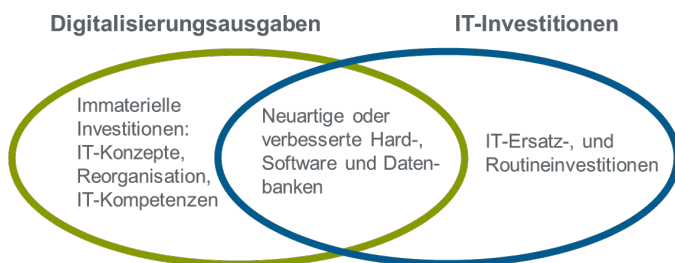 Digitalisierungsausgaben
IT-Investitionen
Immaterielle
Investitionen:
IT-Konzepte,
Reorganisation,
IT-Kompetenzen
Neuartige oder
verbesserte Hard-,
Software und Daten-
banken
IT-Ersatz-, und
Routineinvestitionen